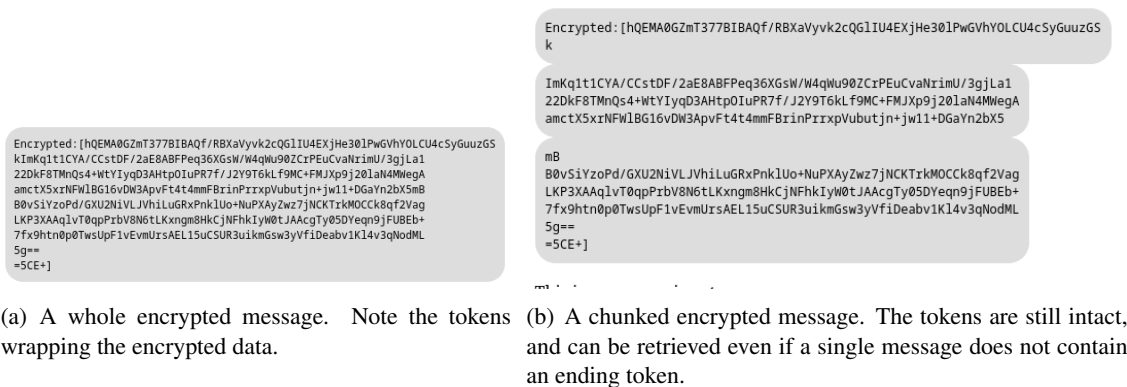 Encrypted:[hQEMA0GZmT377BIBAQf/RBXaVyvk2cQGlIU4EXjHe30lPwGVhYOLCU4cSyGuuzGS
kImKq1t1CYA/CCstDF/2aE8ABFPeq36XGsW/W4qWu90ZCrPEuCvaNrimU/3gjLa1
22DkF8TMnQs4+WtYIyqD3AHtpOIuPR7f/J2Y9T6kLf9MC+FMJXp9j20laN4MWegA
amctX5xrNFWlBG16vDW3ApvFt4t4mmFBrinPrrxpVubutjn+jw11+DGaYn2bX5mB
B0vSiYzoPd/GXU2NiVLJVhiLuGRxPnklUo+NuPXAyZwz7jNCKTrkMOCCk8qf2Vag
LKP3XAAqlvT0qpPrbV8N6tLKxngm8HkCjNFhkIyW0tJAAcgTy05DYeqn9jFUBEb+
7fx9htn0p0TwsUpF1vEvmUrsAEL15uCSUR3uikmGsw3yVfiDeabv1Kl4v3qNodML
5g==
=5CE+]
(a) A whole encrypted message. Note the tokens
wrapping the encrypted data.
Encrypted:[hQEMA0GZmT377BIBAQf/RBXaVyvk2cQGlIU4EXjHe30lPwGVhYOLCU4cSyGuuzGS
k
ImKq1t1CYA/CCstDF/2aE8ABFPeq36XGsW/W4qWu90ZCrPEuCvaNrimU/3gjLa1
22DkF8TMnQs4+WtYIyqD3AHtpOIuPR7f/J2Y9T6kLf9MC+FMJXp9j20laN4MWegA
amctX5xrNFWlBG16vDW3ApvFt4t4mmFBrinPrrxpVubutjn+jw11+DGaYn2bX5
mB
B0vSiYzoPd/GXU2NiVLJVhiLuGRxPnklUo+NuPXAyZwz7jNCKTrkMOCCk8qf2Vag
LKP3XAAqlvT0qpPrbV8N6tLKxngm8HkCjNFhkIyW0tJAAcgTy05DYeqn9jFUBEb+
7fx9htn0p0TwsUpF1vEvmUrsAEL15uCSUR3uikmGsw3yVfiDeabv1Kl4v3qNodML
5g==
=5CE+]
(b) A chunked encrypted message. The tokens are still intact,
and can be retrieved even if a single message does not contain
an ending token.